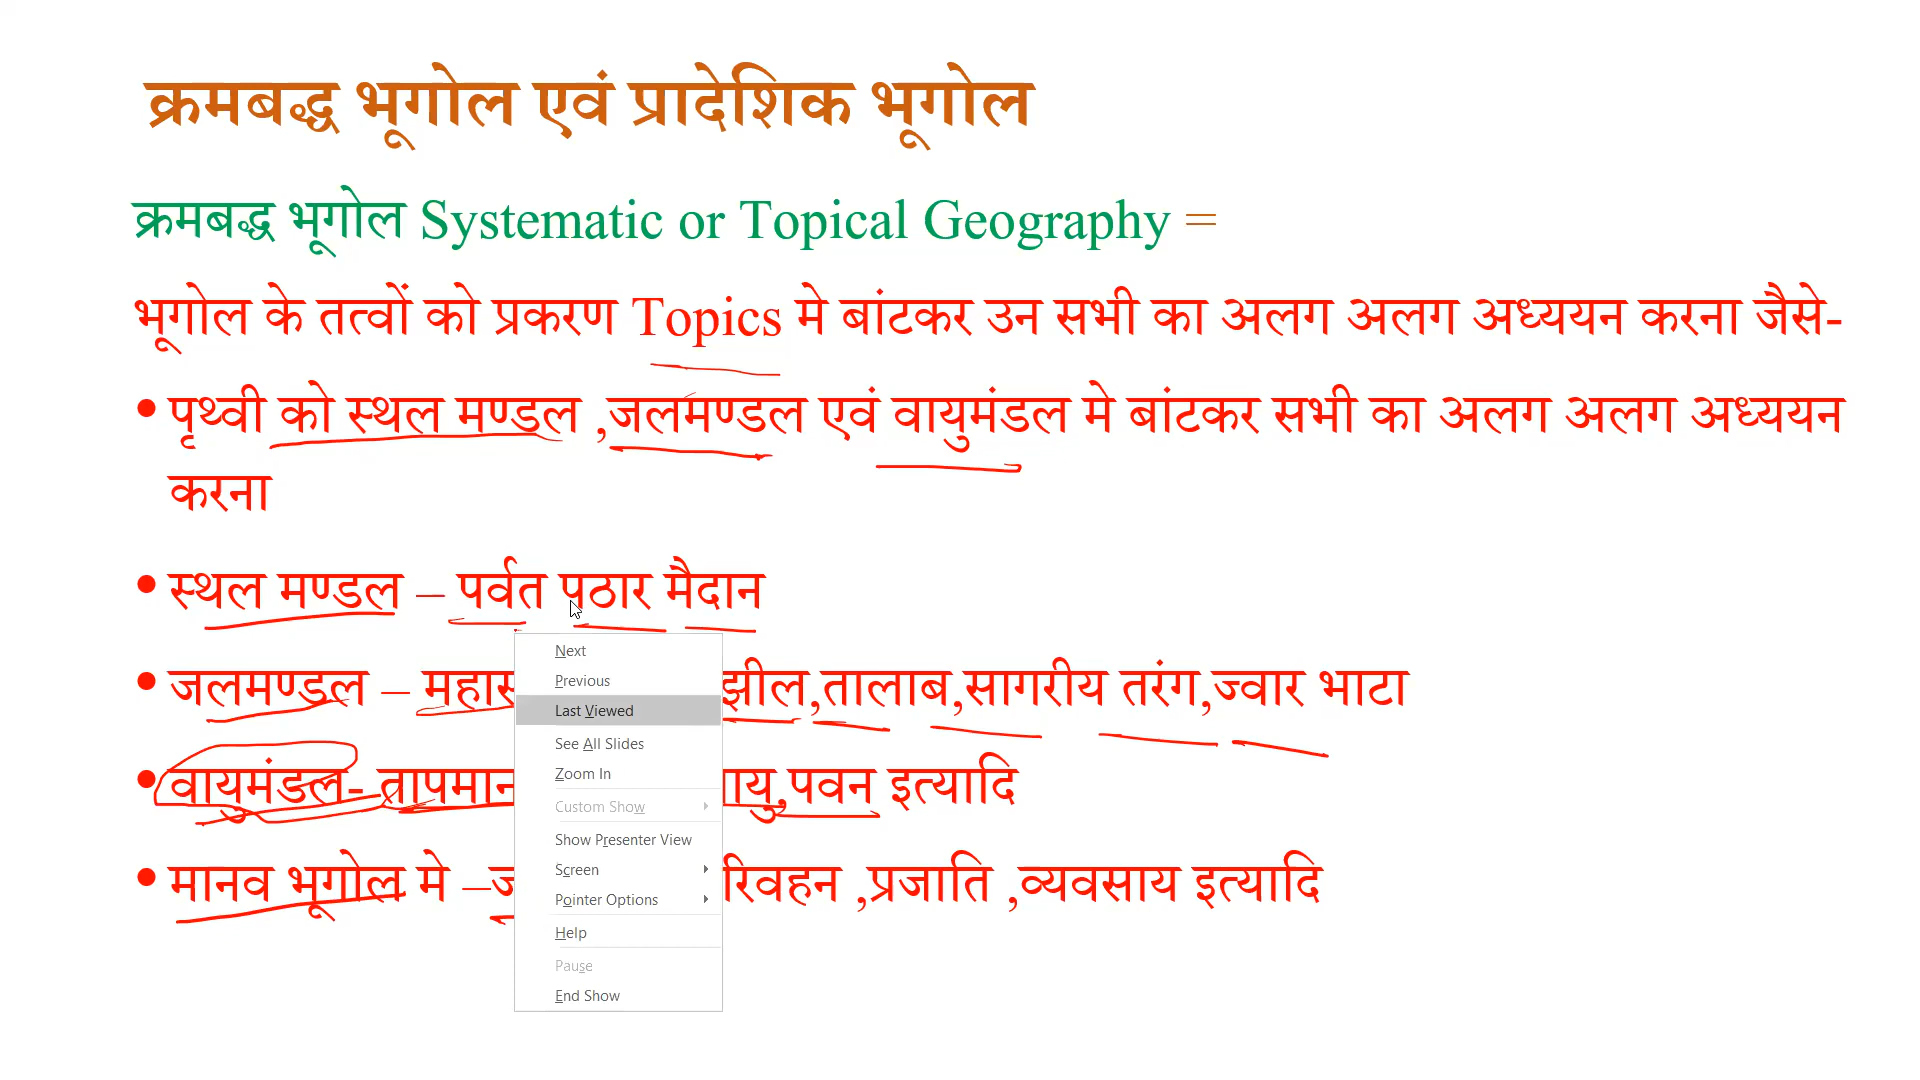 क्रमबद्ध भूगोल एवं प्रादेशिक भूगोल
क्रमबद्ध भूगोल Systematic or Topical Geography =
भूगोल के तत्वों को प्रकरण Topics मे बांटकर उन सभी का अलग अलग अध्ययन करना जैसे-
• पृथ्वी को स्थल मण्डल ,जलमण्डल एवं वायुमंडल मे बांटकर सभी का अलग अलग अध्ययन
करना
• स्थल मण्डल – पर्वत पठार मैदान
• जलमण्डल – झील,तालाब,सागरीय तरंग,ज्वार भाटा
• वायुमंडल- तापमान ,पवन इत्यादि
• मानव भूगोल मे – ,प्रजाति ,व्यवसाय इत्यादि
Next
Previous
Last Viewed
See All Slides
Zoom In
Custom Show
Show Presenter View
Screen
Pointer Options
Help
Pause
End Show